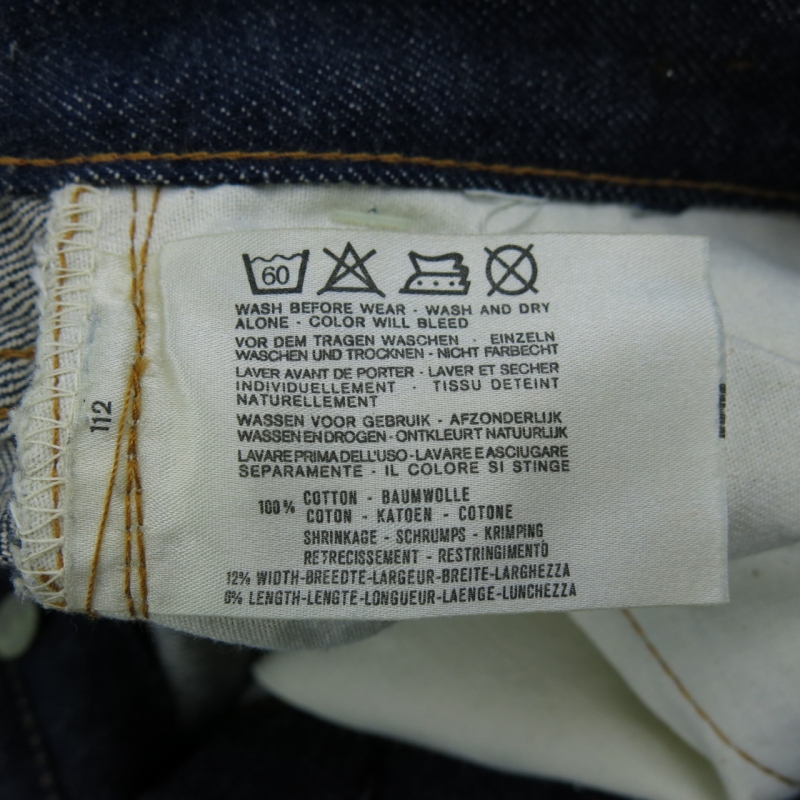 60
WASH BEFORE WEAR - WASH AND DRY
ALONE - COLOR WILL BLEED
VOR DEM TRAGEN WASCHEN - EINZELN
WASCHEN UND TROCKNEN - NICHT FARBECHT
LAVER AVANT DE PORTER - LAVER ET SECHER
INDIVIDUELLEMENT - TISSU DETEINT
NATURELLEMENT
WASSEN VOOR GEBRUIK - AFZONDERLIJK
WASSEN EN DROGEN - ONTKLEURT NATUURLIJK
LAVARE PRIMA DELL'USO - LAVARE E ASCIUGARE
SEPARAMENTE - IL COLORE SI STINGE
100% COTTON - BAUMWOLLE
COTON - KATOEN - COTONE
SHRINKAGE - SCHRUMPS - KRIMPING
RETRECISSEMENT - RESTRINGIMENTO
12% WIDTH-BREEDTE-LARGEUR-BREITE-LARGHEZZA
6% LENGTH-LENGTE-LONGUEUR-LAENGE-LUNCHEZZA
112